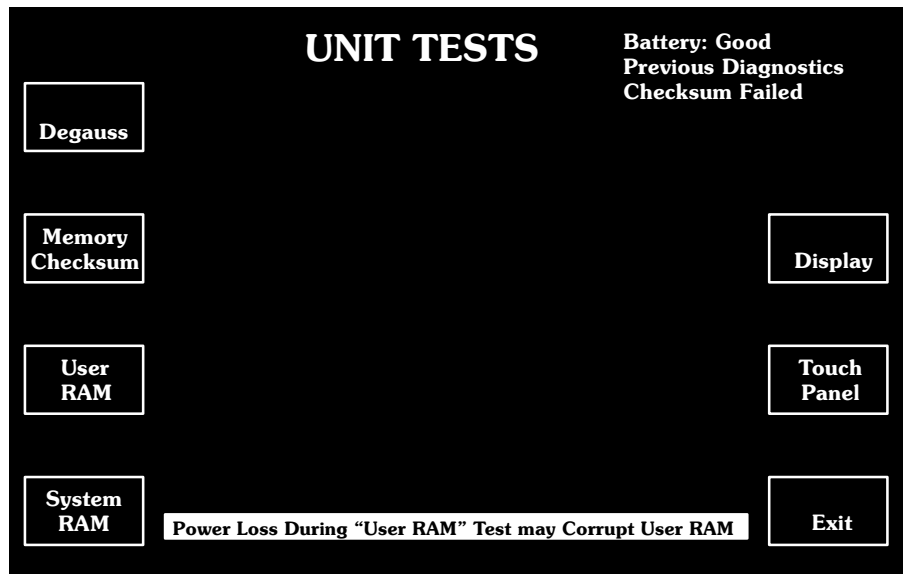 UNIT TESTS
Battery: Good
Previous Diagnostics
Checksum Failed
Degauss
Memory
Checksum
Display
User
RAM
Touch
Panel
System
RAM
Power Loss During “User RAM” Test may Corrupt User RAM
Exit